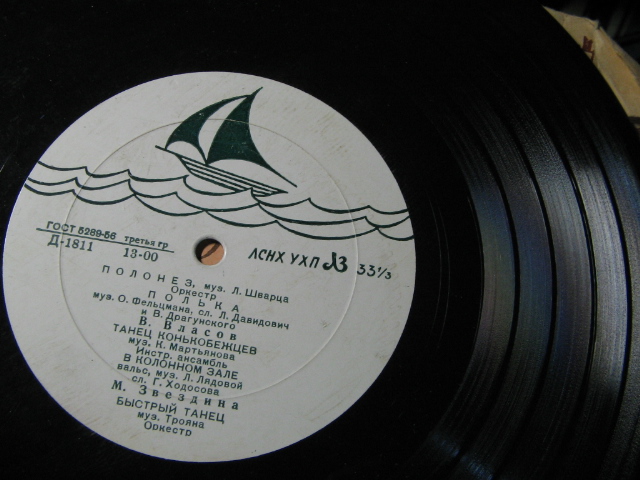 ГОСТ 5289-56 третья гр
Д-1811 13-00
ЛСНХ УХП ЛЗ 33⅓
ПОЛОНЕЗ, муз. Л. Шварца
Оркестр
ПОЛЬКА
муз. О. Фельцмана, сл. Л. Давидович
и В. Драгунского
В. Власов
ТАНЕЦ КОНЬКОБЕЖЦЕВ
муз. К. Мартьянова
Инстр. ансамбль
В КОЛОННОМ ЗАЛЕ
вальс, муз. Л. Лядовой
сл. Г. Ходосова
М. Звездина
БЫСТРЫЙ ТАНЕЦ
муз. Трояна
Оркестр